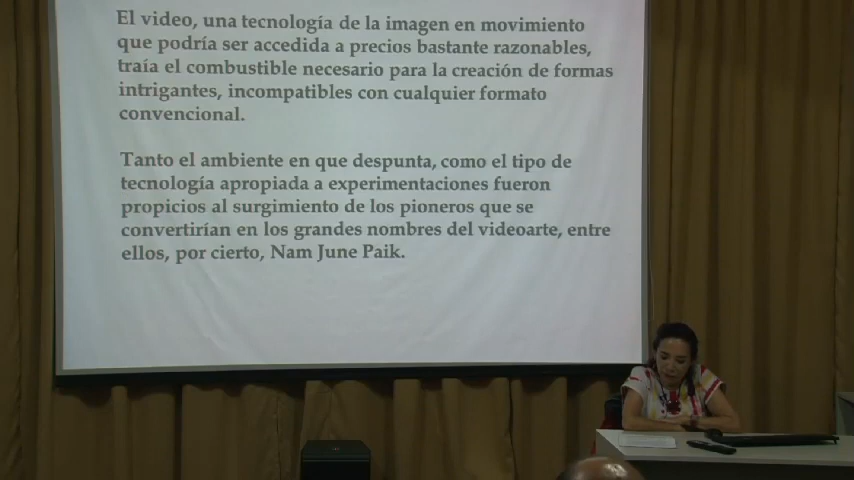 El video, una tecnología de la imagen en movimiento
que podría ser accedida a precios bastante razonables,
traía el combustible necesario para la creación de formas
intrigantes, incompatibles con cualquier formato
convencional.
Tanto el ambiente en que despunta, como el tipo de
tecnología apropiada a experimentaciones fueron
propicios al surgimiento de los pioneros que se
convertirían en los grandes nombres del videoarte, entre
ellos, por cierto, Nam June Paik.